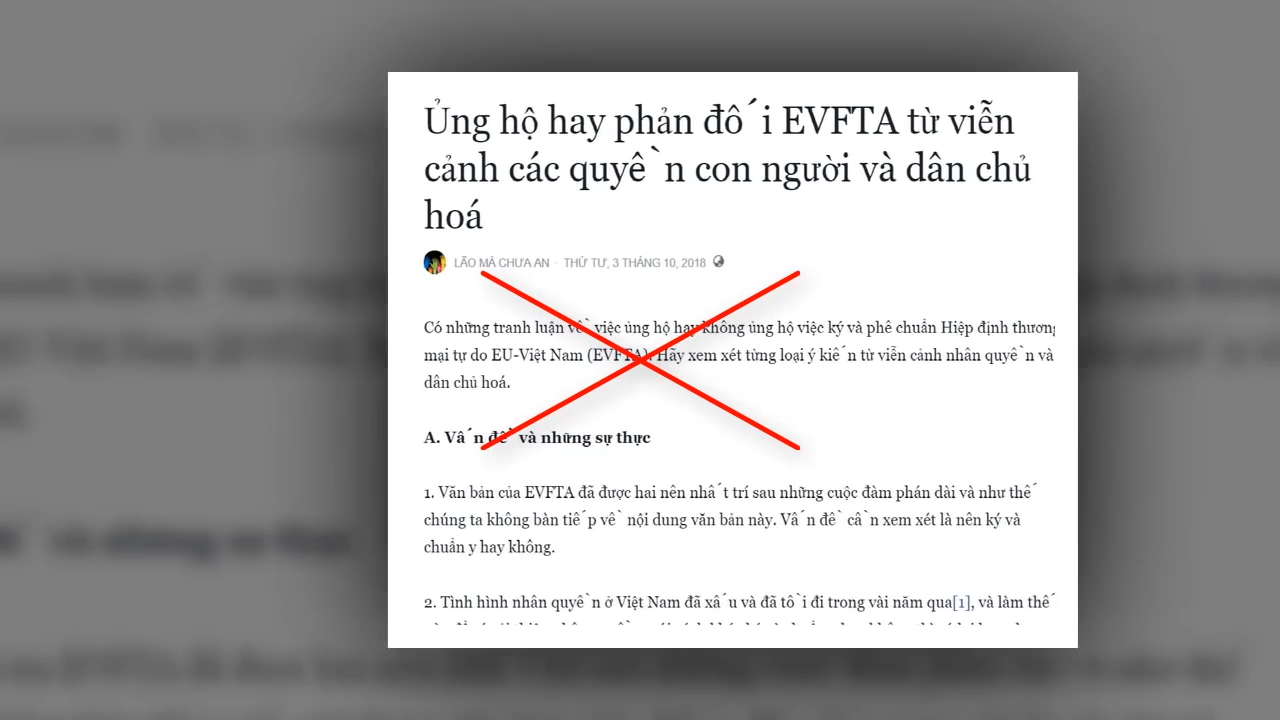 Ủng hộ hay phản đối EVFTA từ viễn
cảnh các quyền con người và dân chủ
hoá
LÃO MÀ CHƯA AN · THỨ TƯ, 3 THÁNG 10, 2018
Có những tranh luận về việc ủng hộ hay không ủng hộ việc ký và phê chuẩn Hiệp định thương
mại tự do EU-Việt Nam (EVFTA). Hãy xem xét từng loại ý kiến từ viễn cảnh nhân quyền và
dân chủ hoá.
A. Vấn đề và những sự thực
1. Văn bản của EVFTA đã được hai nên nhất trí sau những cuộc đàm phán dài và như thế
chúng ta không bàn tiếp về nội dung văn bản này. Vấn đề cần xem xét là nên ký và
chuẩn y hay không.
2. Tình hình nhân quyền ở Việt Nam đã xấu và đã tồi đi trong vài năm qua[1], và làm thế